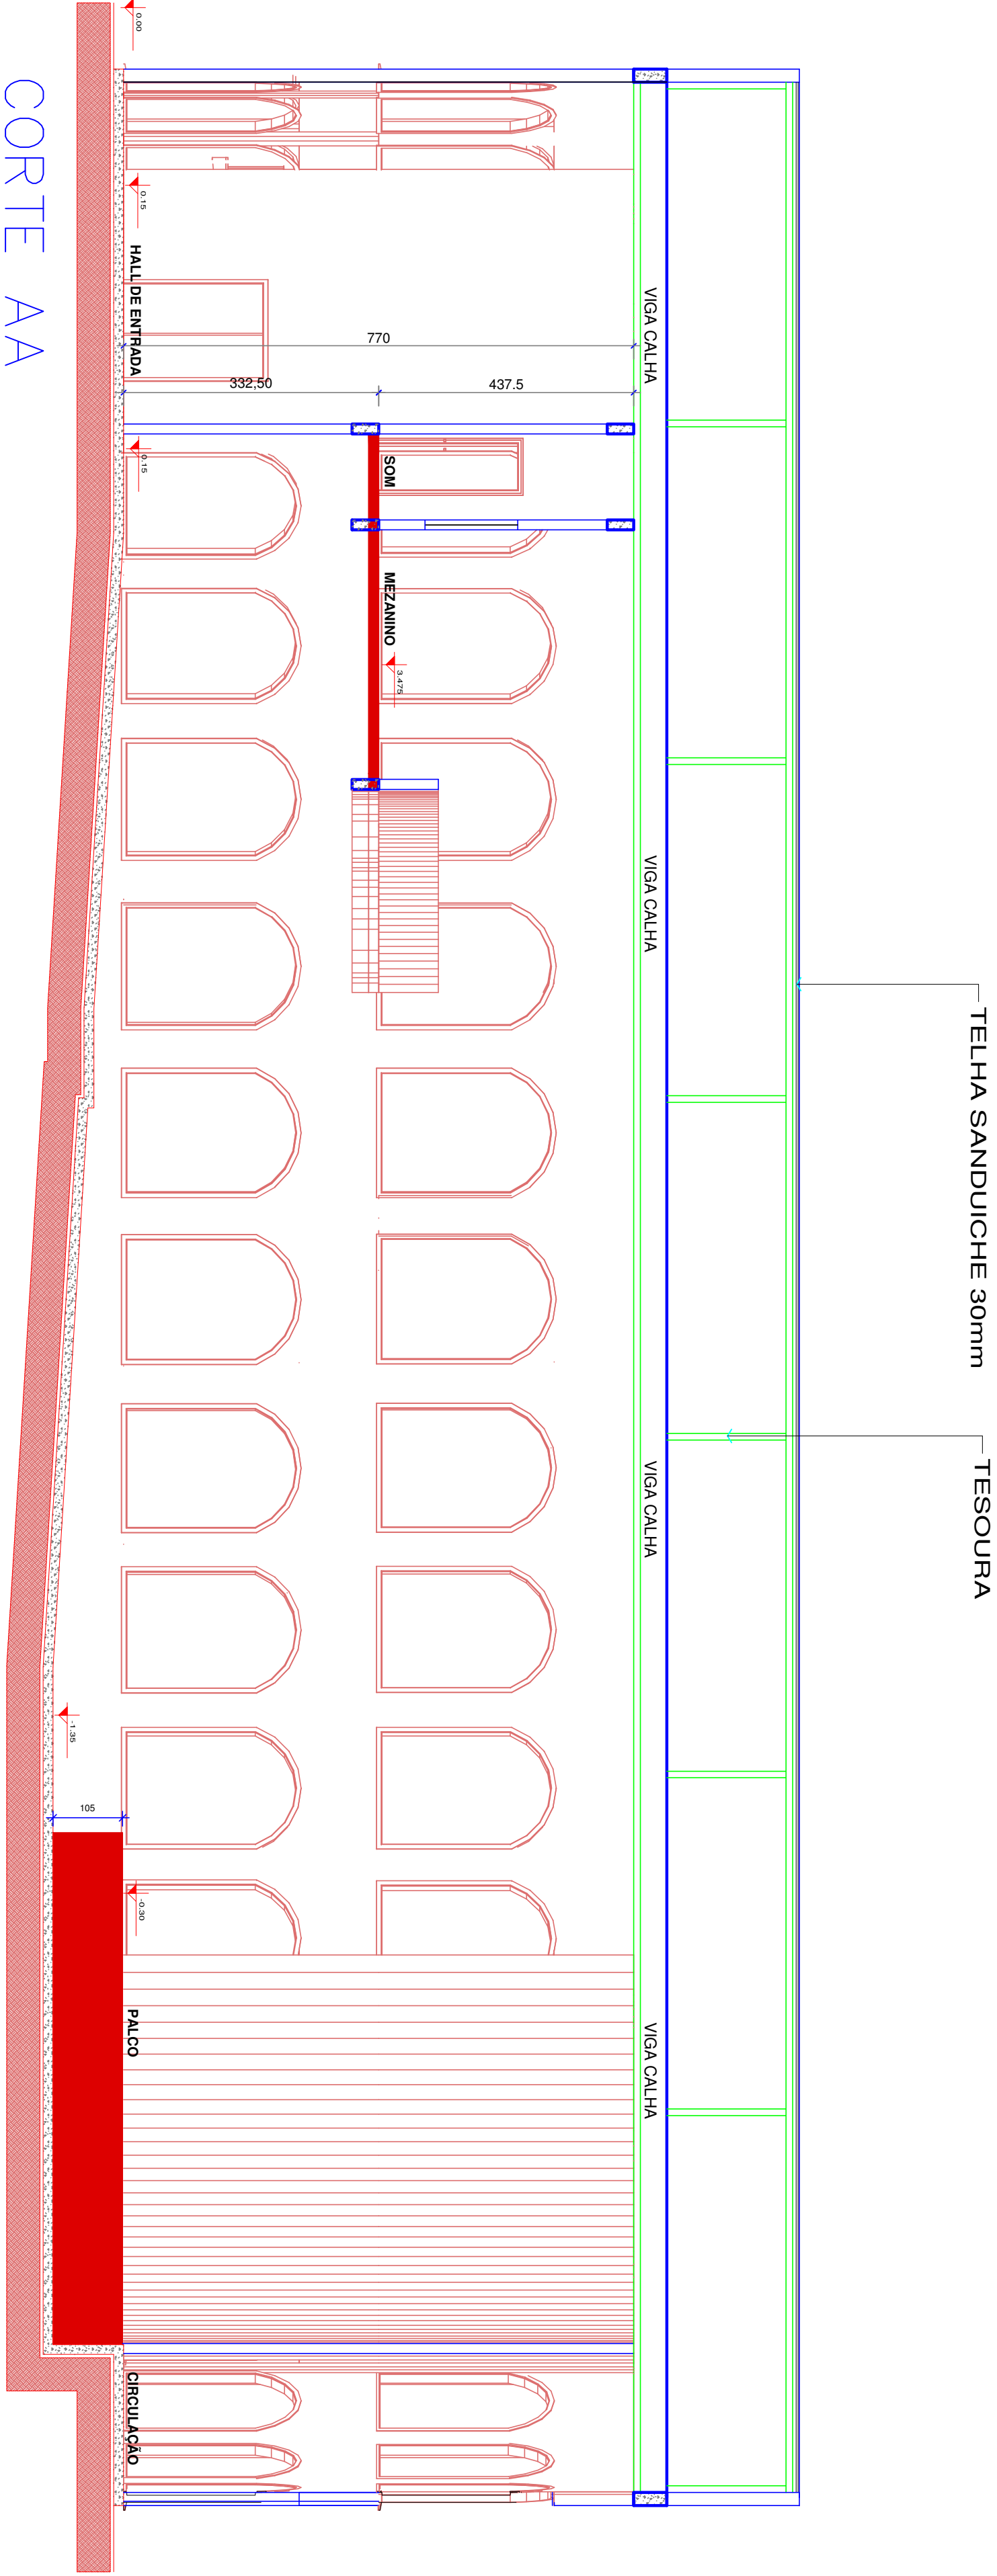 TELHA SANDUICHE 30mm
TESOURA
VIGA CALHA
VIGA CALHA
VIGA CALHA
VIGA CALHA
437.5
770
332,50
SOM
MEZANINO
3.475
0.00
0.15
HALL DE ENTRADA
0.15
-1.35
105
-0.30
PALCO
CIRCULAÇÃO
CORTE AA